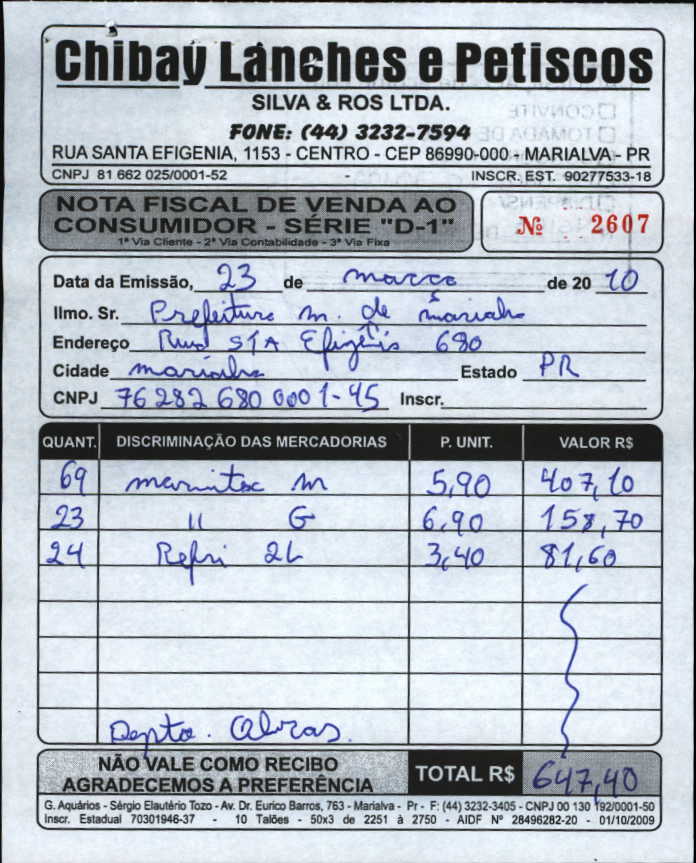 Chibay Lanches e Petiscos
SILVA & ROS LTDA.
FONE: (44) 3232-7594
RUA SANTA EFIGENIA, 1153 - CENTRO - CEP 86990-000 - MARIALVA - PR
CNPJ 81 662 025/0001-52 - INSCR. EST. 90277533-18
NOTA FISCAL DE VENDA AO
CONSUMIDOR - SÉRIE "D-1"
1ª Via Cliente - 2ª Via Contabilidade - 3ª Via Fixa
Nº 2607
Data da Emissão, 23 de março de 20 10
Ilmo. Sr. Prefeitura m. de marialva
Endereço Rua STA Efigênia 680
Cidade marialva Estado PR
CNPJ 76 282 680 0001-45 Inscr.
QUANT. DISCRIMINAÇÃO DAS MERCADORIAS P. UNIT. VALOR R$
69 marmitex M 5,90 407,10
23 " G 6,90 158,70
24 Refri 2L 3,40 81,60
Depto. Obras.
NÃO VALE COMO RECIBO
AGRADECEMOS A PREFERÊNCIA
TOTAL R$ 647,40
G. Aquários - Sérgio Elautério Tozo - Av. Dr. Eurico Barros, 763 - Marialva - Pr - F: (44) 3232-3405 - CNPJ 00 130 192/0001-50
Inscr. Estadual 70301946-37 - 10 Talões - 50x3 de 2251 à 2750 - AIDF Nº 28496282-20 - 01/10/2009